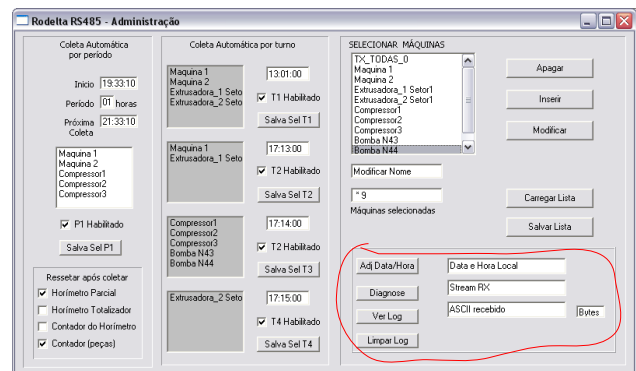 Rodelta RS485 - Administração
Coleta Automática
por período
Inicio 19:33:10
Período 01 horas
Próxima 21:33:10
Coleta
Maquina 1
Maquina 2
Compressor1
Compressor2
Compressor3
P1 Habilitado
Salva Sel P1
Ressetar após coletar
Horímetro Parcial
Horímetro Totalizador
Contador do Horímetro
Contador (peças)
Coleta Automática por turno
Maquina 1
Maquina 2
Extrusadora_1 Seto
Extrusadora_2 Seto
13:01:00
T1 Habilitado
Salva Sel T1
Maquina 1
Extrusadora_1 Seto
17:13:00
T2 Habilitado
Salva Sel T2
Compressor1
Compressor2
Compressor3
Bomba N43
Bomba N44
17:14:00
T2 Habilitado
Salva Sel T3
Extrusadora_2 Seto
17:15:00
T4 Habilitado
Salva Sel T4
SELECIONAR MÁQUINAS
TX_TODAS_0
Maquina 1
Maquina 2
Extrusadora_1 Setor1
Extrusadora_2 Setor1
Compressor1
Compressor2
Compressor3
Bomba N43
Bomba N44
Modificar Nome
" 9
Máquinas selecionadas
Apagar
Inserir
Modificar
Carregar Lista
Salvar Lista
Adj Data/Hora Data e Hora Local
Diagnose Stream RX
Ver Log ASCII recebido Bytes
Limpar Log